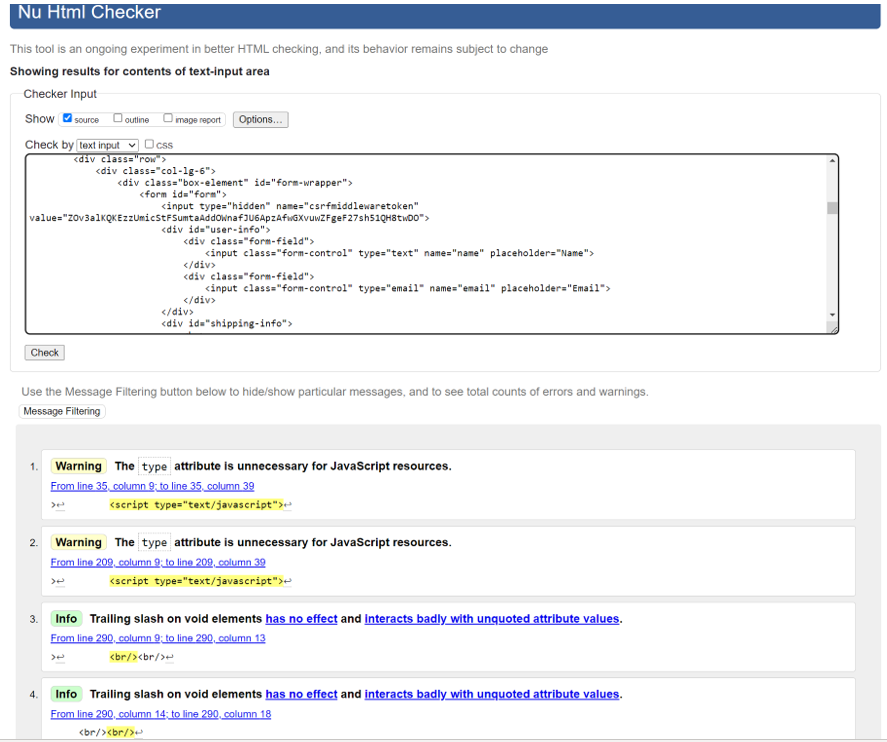 Nu Html Checker
This tool is an ongoing experiment in better HTML checking, and its behavior remains subject to change
Showing results for contents of text-input area
Checker Input
Show source outline image report Options...
Check by text input css
<div class="row">
<div class="col-lg-6">
<div class="box-element" id="form-wrapper">
<form id="form">
<input type="hidden" name="csrfmiddlewaretoken"
value="ZOv3alKQKEzzUmicStFSumtaAddOWnafJU6ApzAfwGXvuwZFgeF27sh51QH8twDO">
<div id="user-info">
<div class="form-field">
<input class="form-control" type="text" name="name" placeholder="Name">
</div>
<div class="form-field">
<input class="form-control" type="email" name="email" placeholder="Email">
</div>
</div>
<div id="shipping-info">
Check
Use the Message Filtering button below to hide/show particular messages, and to see total counts of errors and warnings.
Message Filtering
1. Warning The type attribute is unnecessary for JavaScript resources.
From line 35, column 9; to line 35, column 39
>↩ <script type="text/javascript">↩
2. Warning The type attribute is unnecessary for JavaScript resources.
From line 209, column 9; to line 209, column 39
>↩ <script type="text/javascript">↩
3. Info Trailing slash on void elements has no effect and interacts badly with unquoted attribute values.
From line 290, column 9; to line 290, column 13
>↩ <br/><br/>↩
4. Info Trailing slash on void elements has no effect and interacts badly with unquoted attribute values.
From line 290, column 14; to line 290, column 18
<br/><br/>↩